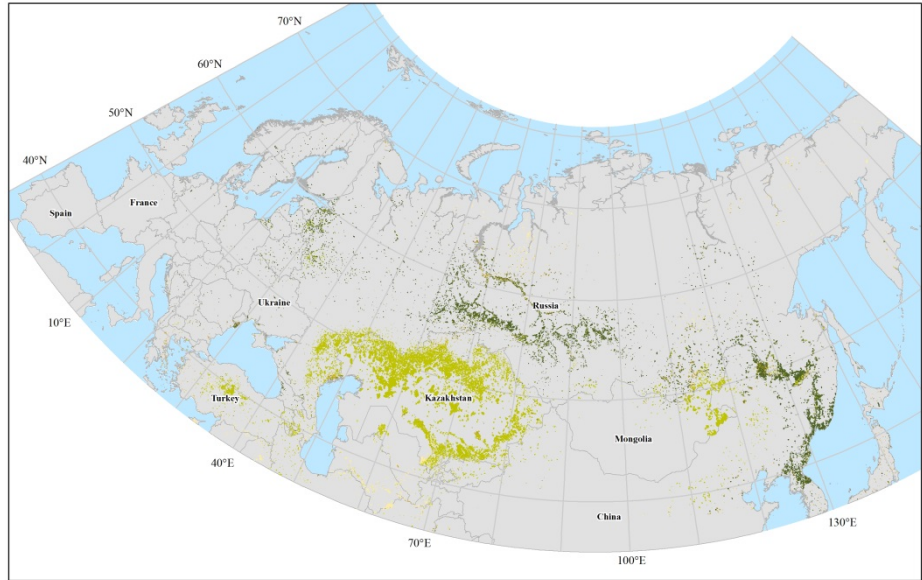 70°N
60°N
50°N
40°N
Spain
France
Ukraine
Russia
10°E
Turkey
Kazakhstan
Mongolia
40°E
China
130°E
70°E
100°E